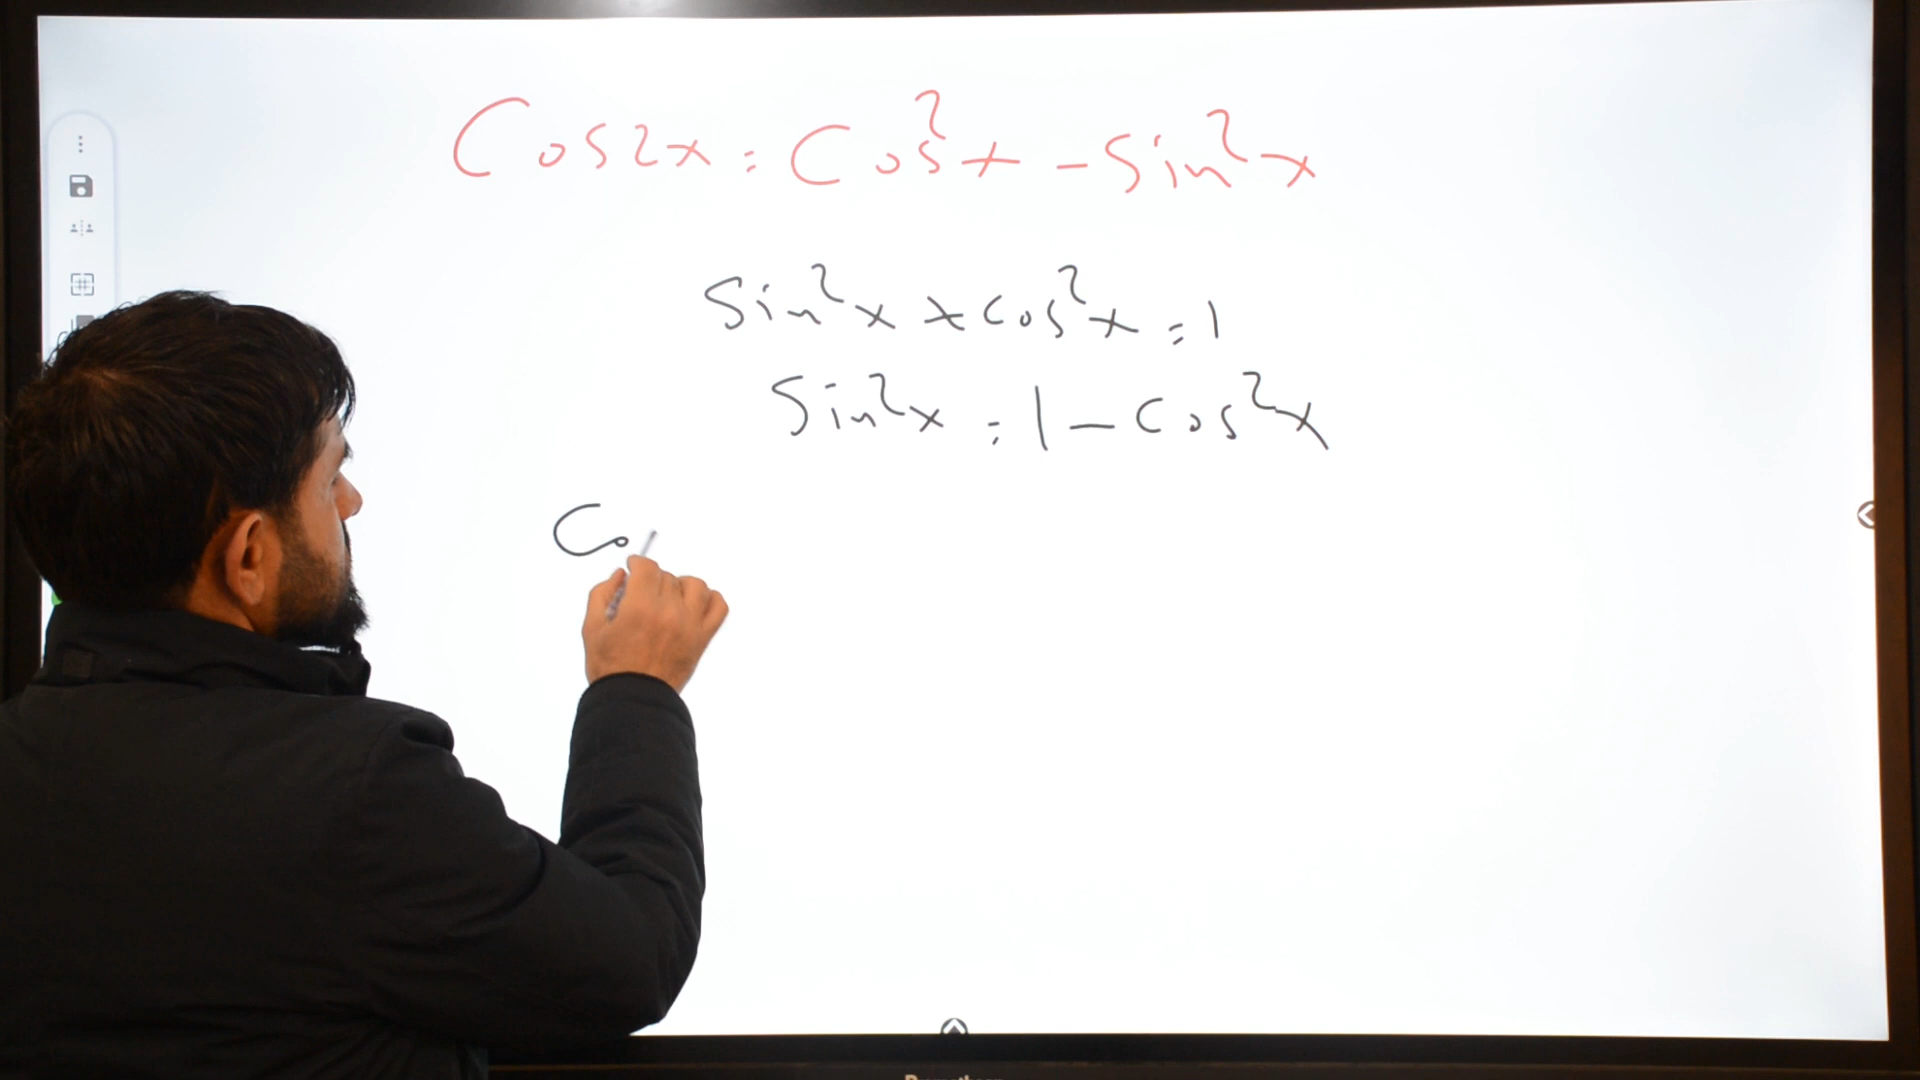 Cos2x = Cos²x - Sin²x
Sin²x + Cos²x = 1
Sin²x = 1 - Cos²x
Co